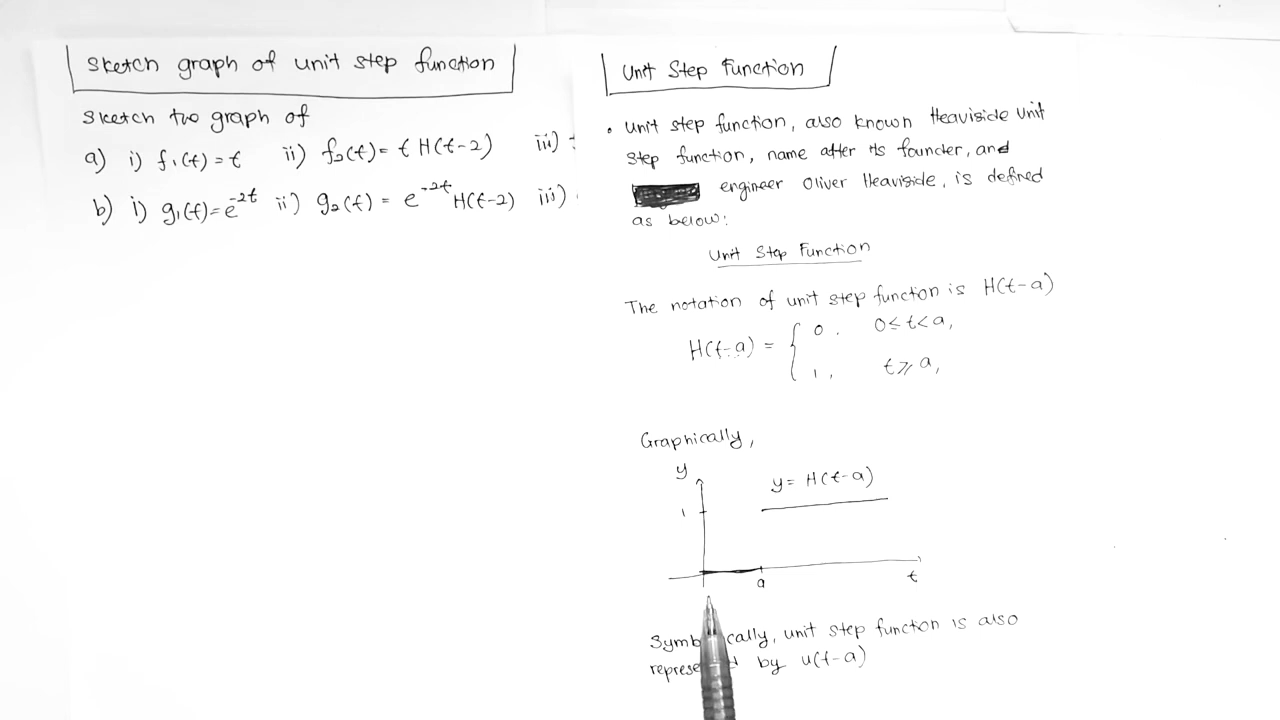 Sketch graph of unit step function
Sketch two graph of
a) i) f₁(t)=t ii) f₂(t)= t H(t-2) iii)
b) i) g₁(t)=e^-2t ii) g₂(t) = e^-2t H(t-2) iii)
Unit Step Function
• Unit step function, also known Heaviside Unit
step function, name after its founder, and
engineer Oliver Heaviside, is defined
as below:
Unit Step Function
The notation of unit step function is H(t-a)
H(t-a) = { 0, 0≤t<a,
1, t⩾a,
Graphically,
y
y= H(t-a)
1
a
t
Symbolically, unit step function is also
represe by u(t-a)